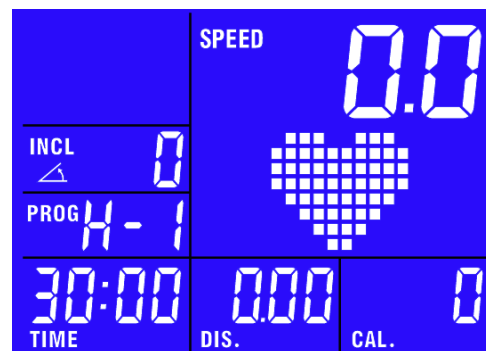 SPEED 0.0
INCL 0
PROG H-1
30:00 0.00 0
TIME DIS. CAL.